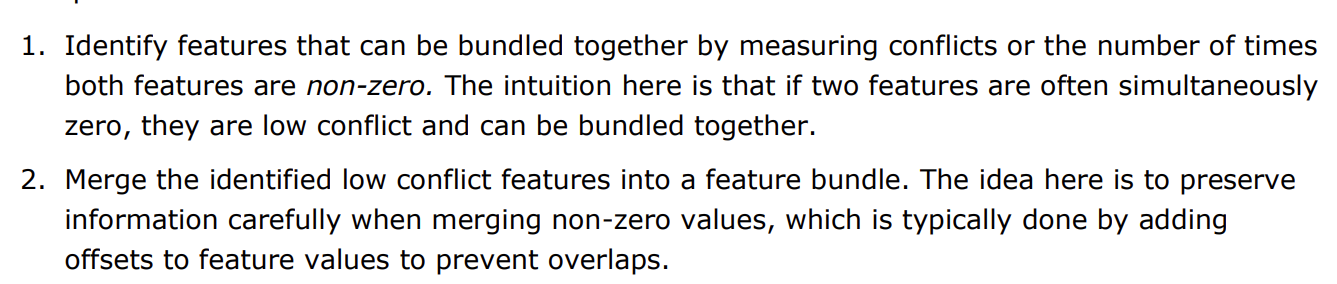 1. Identify features that can be bundled together by measuring conflicts or the number of times
both features are non-zero. The intuition here is that if two features are often simultaneously
zero, they are low conflict and can be bundled together.
2. Merge the identified low conflict features into a feature bundle. The idea here is to preserve
information carefully when merging non-zero values, which is typically done by adding
offsets to feature values to prevent overlaps.